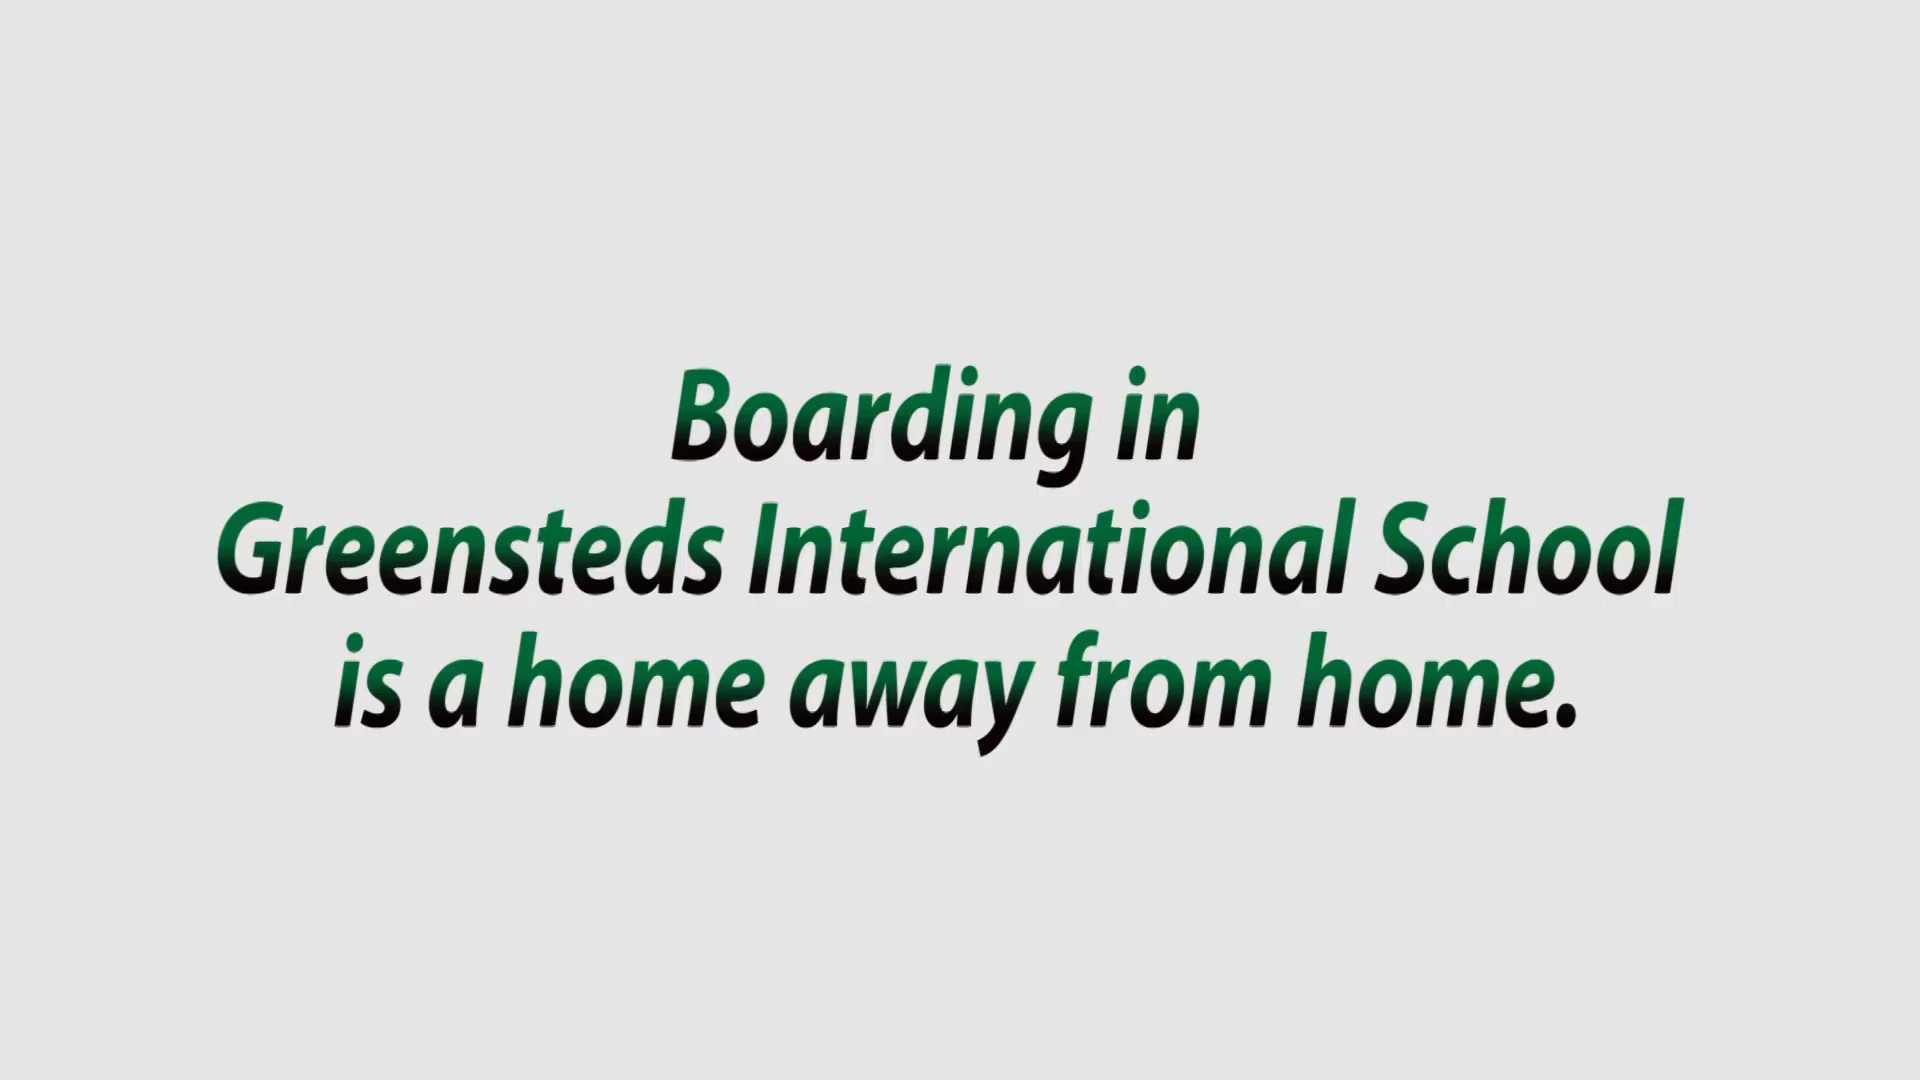 Boarding in
Greensteds International School
is a home away from home.